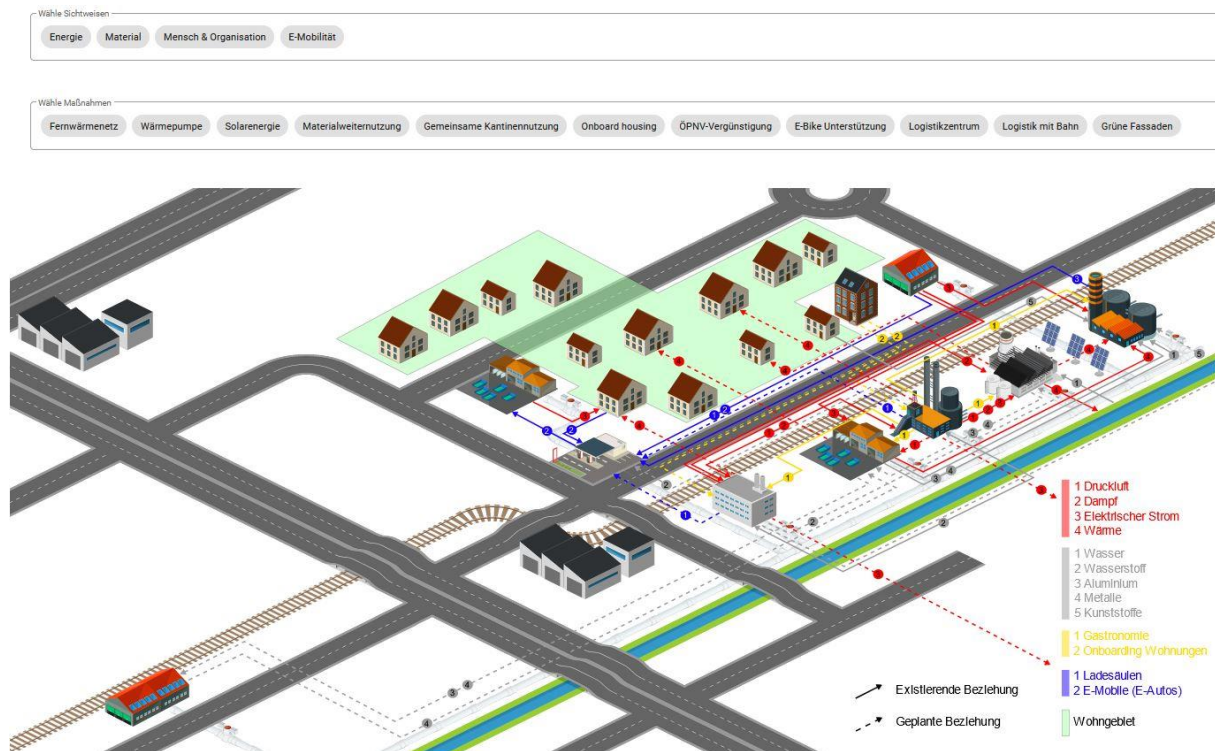 Wähle Sichtweisen
Energie Material Mensch & Organisation E-Mobilität
Wähle Maßnahmen
Fernwärmenetz Wärmepumpe Solarenergie Materialweiternutzung Gemeinsame Kantinennutzung Onboard housing ÖPNV-Vergünstigung E-Bike Unterstützung Logistikzentrum Logistik mit Bahn Grüne Fassaden
1 Druckluft
2 Dampf
3 Elektrischer Strom
4 Wärme
1 Wasser
2 Wasserstoff
3 Aluminium
4 Metalle
5 Kunststoffe
1 Gastronomie
2 Onboarding Wohnungen
1 Ladesäulen
2 E-Mobile (E-Autos)
Existierende Beziehung
Geplante Beziehung
Wohngebiet